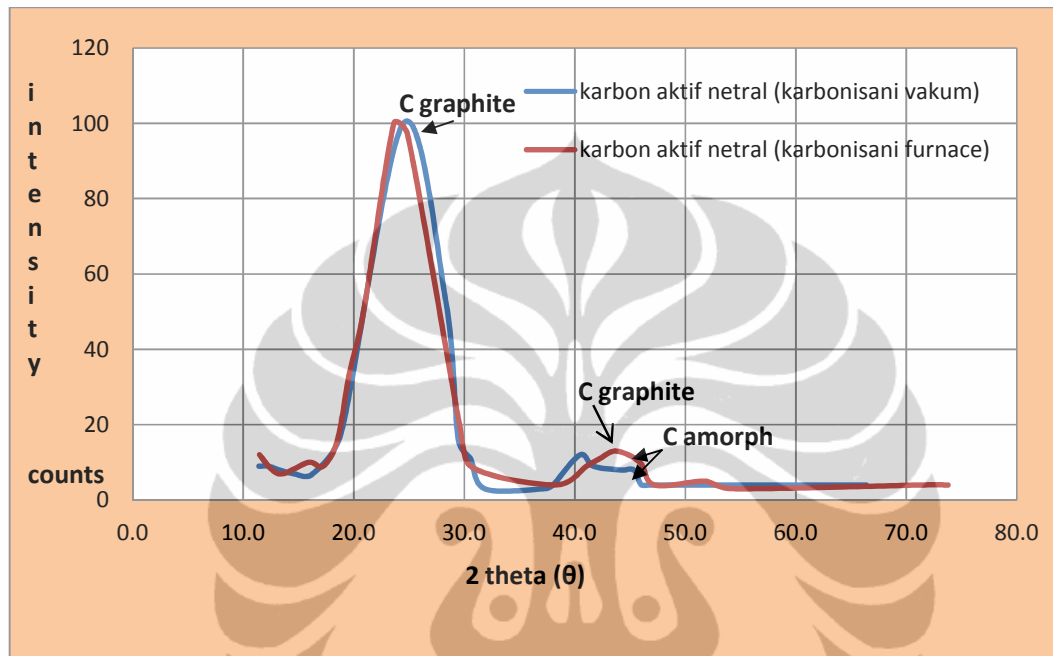 intensity
counts
120
100
80
60
40
20
0
karbon aktif netral (karbonisani vakum)
karbon aktif netral (karbonisani furnace)
C graphite
C graphite
C amorph
0.0 10.0 20.0 30.0 40.0 50.0 60.0 70.0 80.0
2 theta (θ)